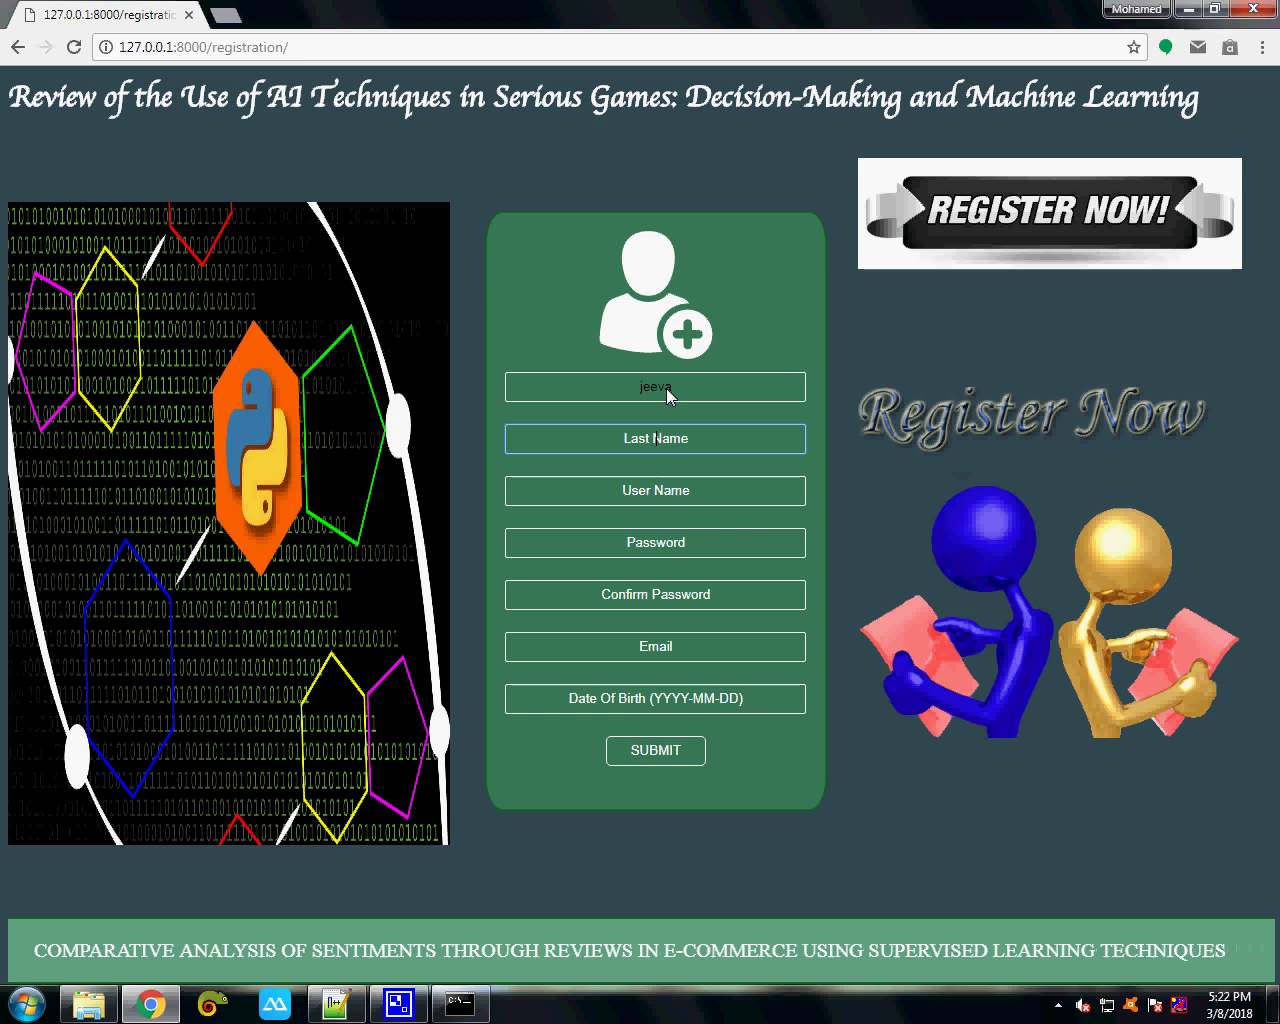 127.0.0.1:8000/registratic
Mohamed
127.0.0.1:8000/registration/
Review of the Use of AI Techniques in Serious Games: Decision-Making and Machine Learning
REGISTER NOW!
jeeva
Last Name
User Name
Password
Confirm Password
Email
Date Of Birth (YYYY-MM-DD)
SUBMIT
Register Now
COMPARATIVE ANALYSIS OF SENTIMENTS THROUGH REVIEWS IN E-COMMERCE USING SUPERVISED LEARNING TECHNIQUES
5:22 PM
3/8/2018